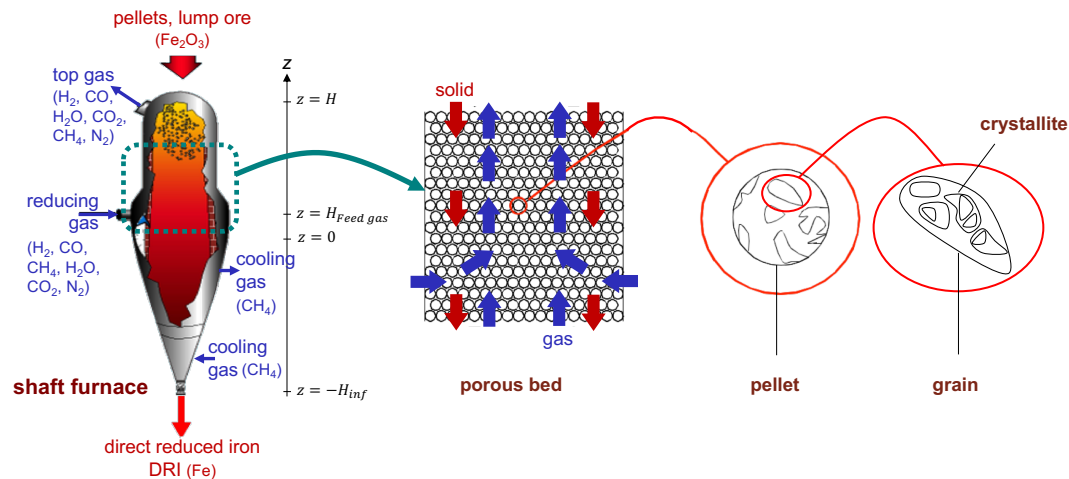 pellets, lump ore
(Fe₂O₃)
z
top gas
(H₂, CO,
H₂O, CO₂,
CH₄, N₂)
z = H
reducing
gas
(H₂, CO,
CH₄, H₂O,
CO₂, N₂)
z = H_Feed gas
z = 0
cooling
gas
(CH₄)
cooling
gas (CH₄)
z = −H_inf
shaft furnace
direct reduced iron
DRI (Fe)
solid
gas
porous bed
pellet
crystallite
grain